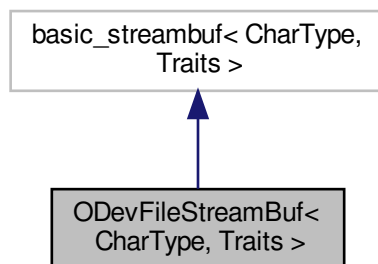 basic_streambuf< CharType,
Traits >
ODevFileStreamBuf<
CharType, Traits >